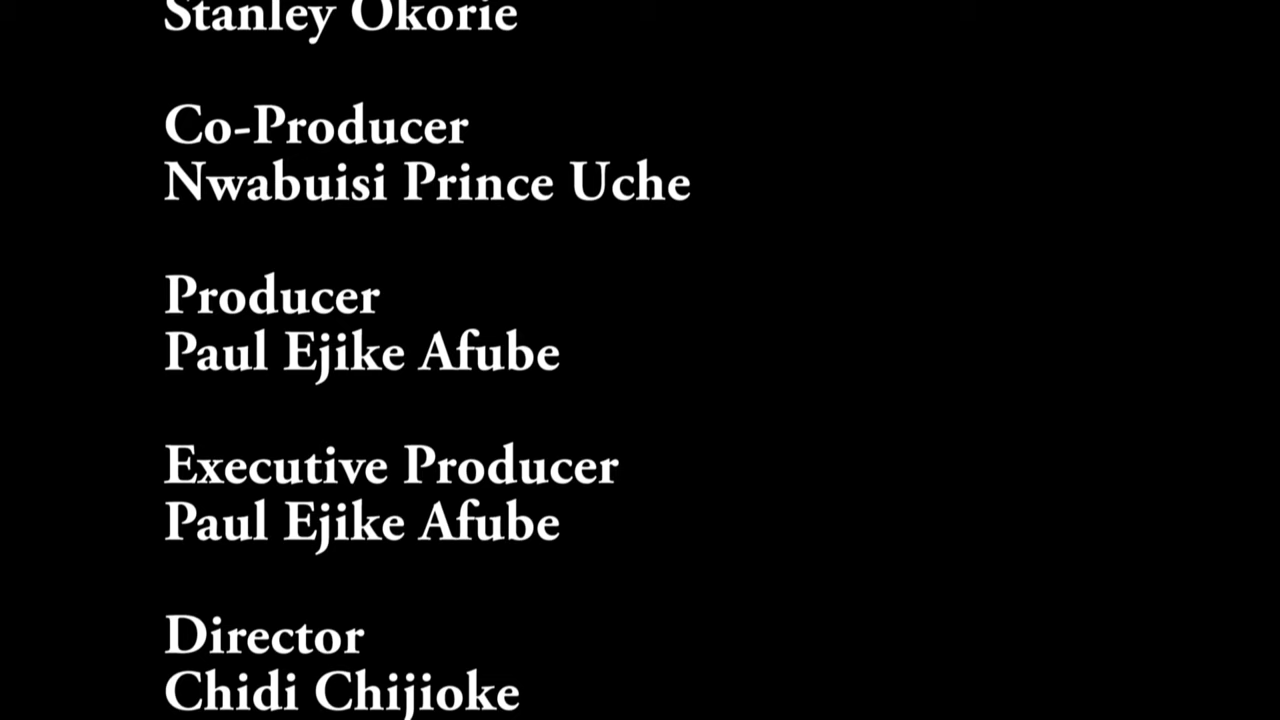 Stanley Okorie
Co-Producer
Nwabuisi Prince Uche
Producer
Paul Ejike Afube
Executive Producer
Paul Ejike Afube
Director
Chidi Chijioke